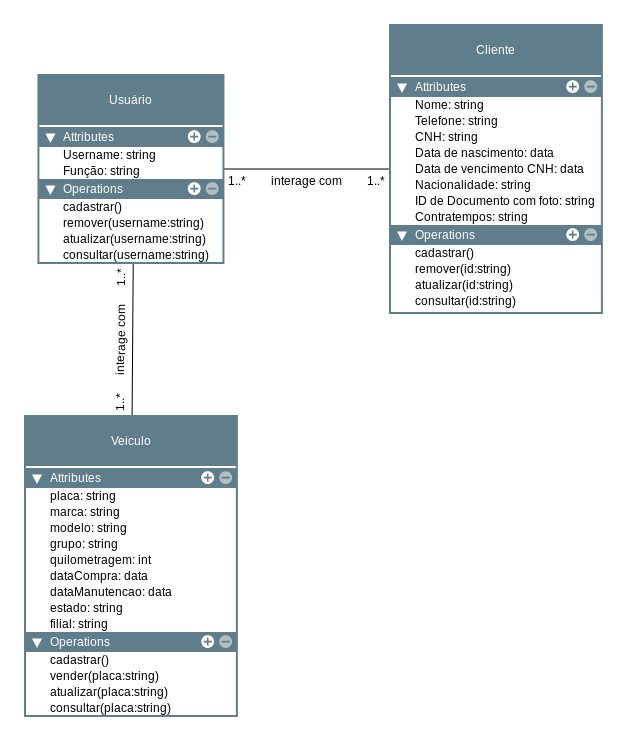 Usuário
Attributes
Username: string
Função: string
Operations
cadastrar()
remover(username:string)
atualizar(username:string)
consultar(username:string)
1..*
interage com
1..*
Cliente
Attributes
Nome: string
Telefone: string
CNH: string
Data de nascimento: data
Data de vencimento CNH: data
Nacionalidade: string
ID de Documento com foto: string
Contratempos: string
Operations
cadastrar()
remover(id:string)
atualizar(id:string)
consultar(id:string)
1..*
interage com
1..*
Veiculo
Attributes
placa: string
marca: string
modelo: string
grupo: string
quilometragem: int
dataCompra: data
dataManutencao: data
estado: string
filial: string
Operations
cadastrar()
vender(placa:string)
atualizar(placa:string)
consultar(placa:string)